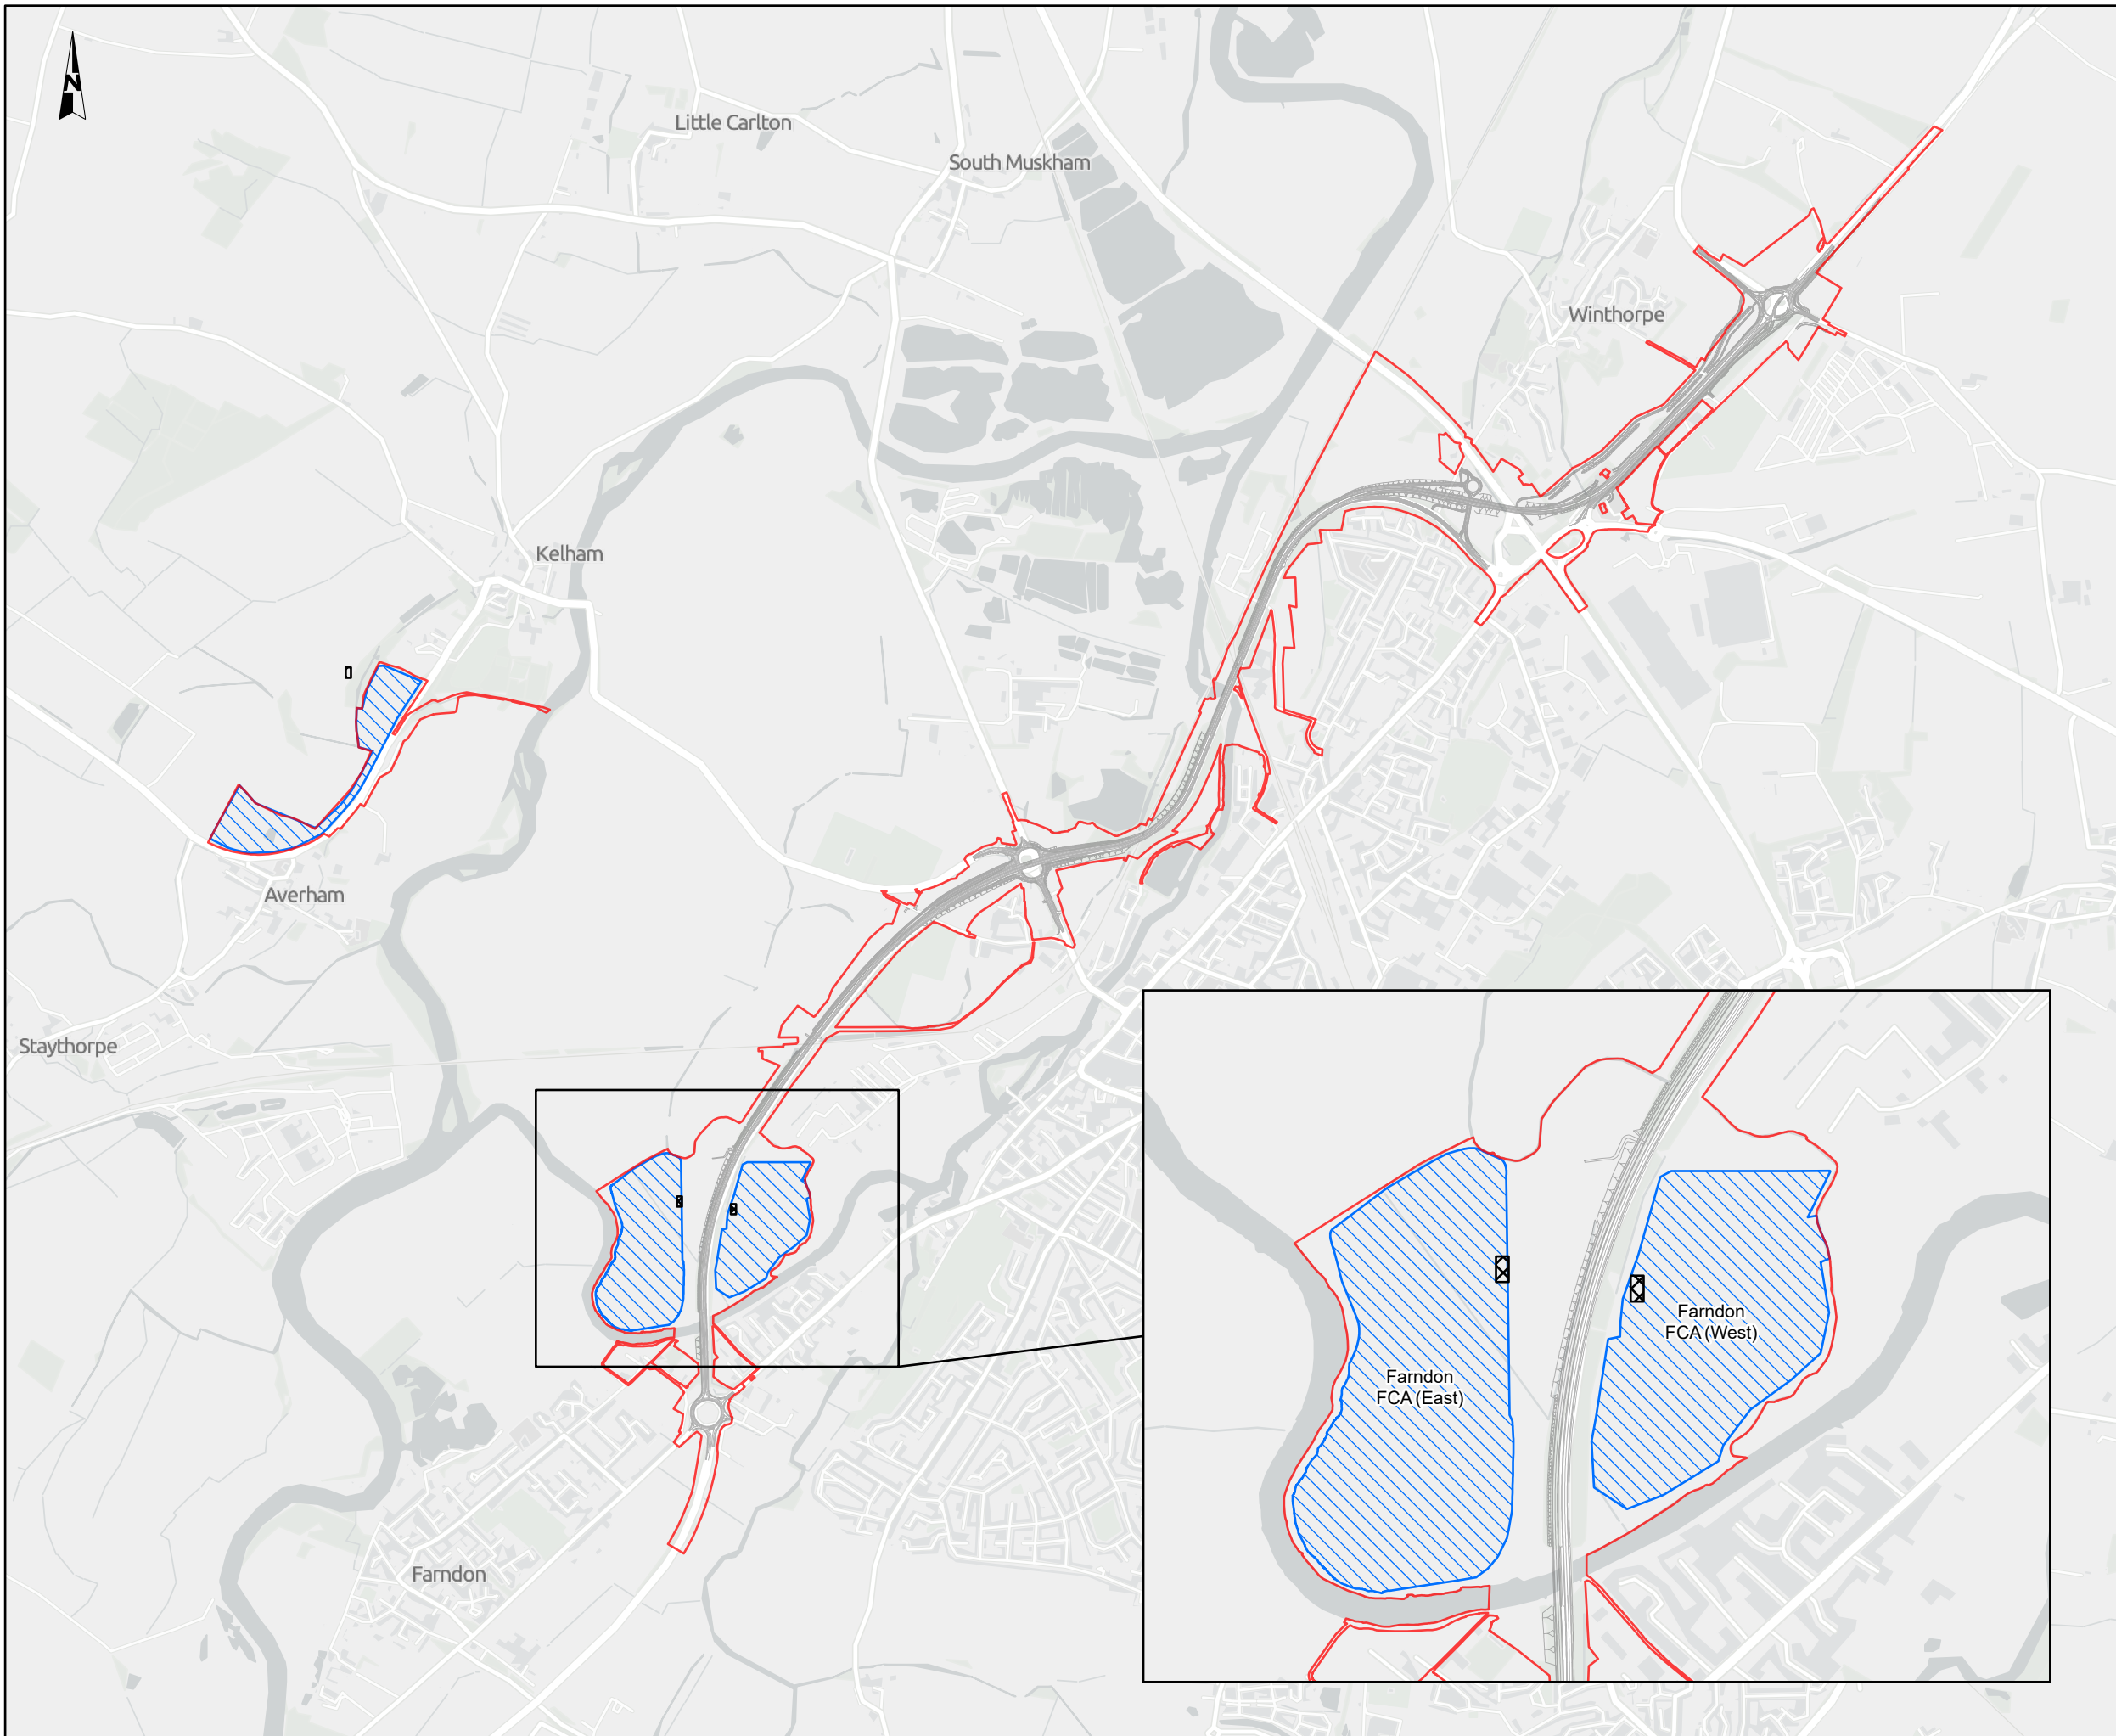 N
Little Carlton
South Muskham
Winthorpe
Kelham
Averham
Staythorpe
Farndon
FCA (West)
Farndon
FCA (East)
Farndon